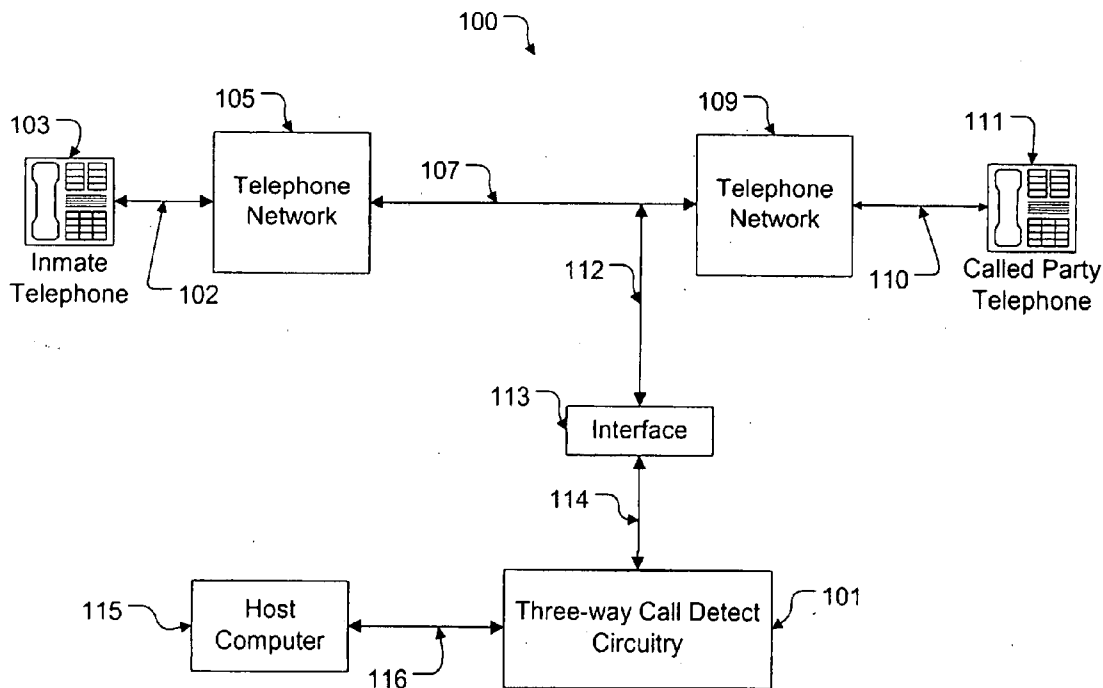 100
105
109
103
111
107
Telephone
Network
Telephone
Network
Inmate
Telephone
102
112
110
Called Party
Telephone
113
Interface
114
115
Host
Computer
116
Three-way Call Detect
Circuitry
101